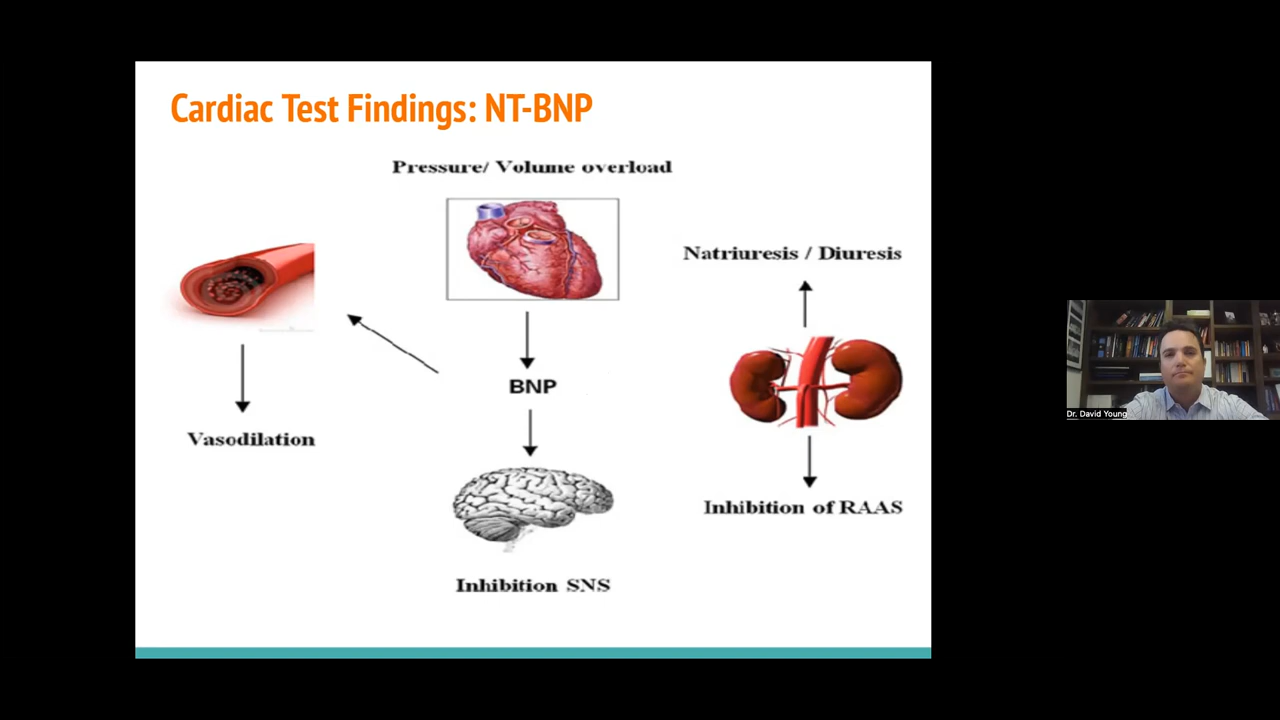 Cardiac Test Findings: NT-BNP
Pressure/ Volume overload
Natriuresis / Diuresis
BNP
Vasodilation
Inhibition of RAAS
Inhibition SNS
Dr. David Young